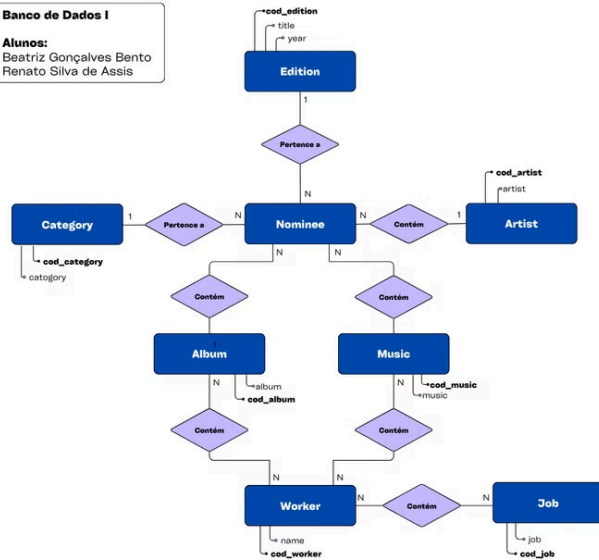 Banco de Dados I
Alunos:
Beatriz Gonçalves Bento
Renato Silva de Assis
cod_edition
title
year
Edition
1
Pertence a
N
cod_artist
artist
Category
1
Pertence a
N
Nominee
N
Contém
1
Artist
cod_category
catogory
N
N
Contém
Contém
1
Album
Music
N
album
cod_album
N
cod_music
music
Contém
Contém
N
N
Worker
N
Contém
N
Job
name
cod_worker
job
cod_job